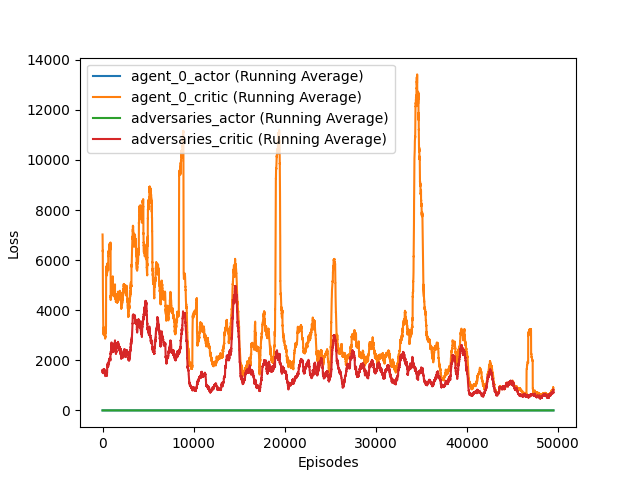 14000
12000
10000
8000
6000
4000
2000
0
Loss
agent_0_actor (Running Average)
agent_0_critic (Running Average)
adversaries_actor (Running Average)
adversaries_critic (Running Average)
0 10000 20000 30000 40000 50000
Episodes